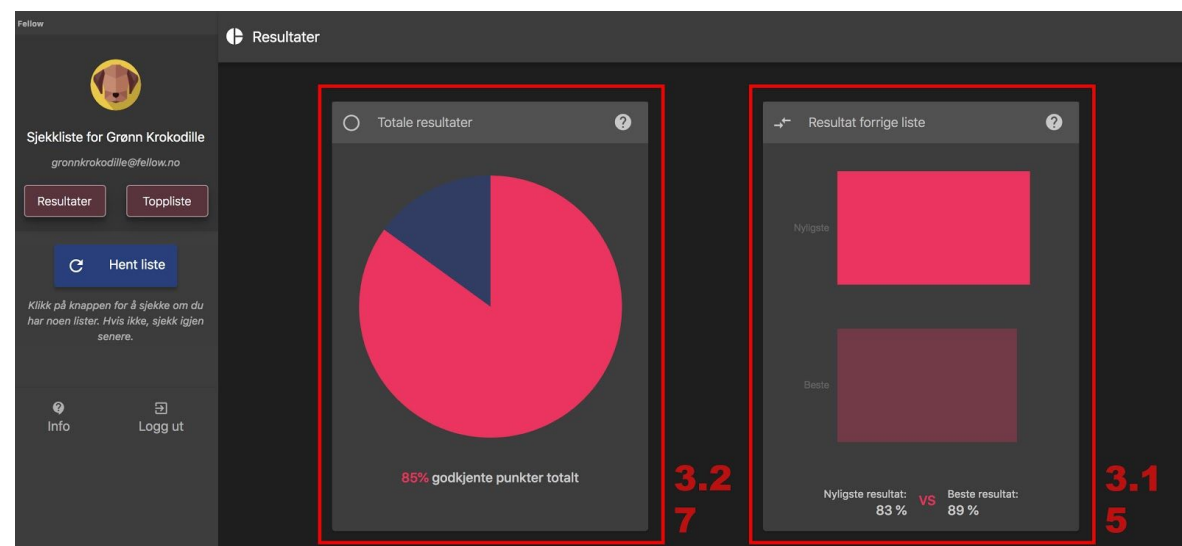 Fellow
Sjekkliste for Grønn Krokodille
gronnkrokodille@fellow.no
Resultater
Toppliste
Hent liste
Klikk på knappen for å sjekke om du
har noen lister. Hvis ikke, sjekk igjen
senere.
Info
Logg ut
Resultater
Totale resultater
85% godkjente punkter totalt
3.2
7
Resultat forrige liste
Nyligste
Beste
Nyligste resultat:
83 %
VS
Beste resultat:
89 %
3.1
5